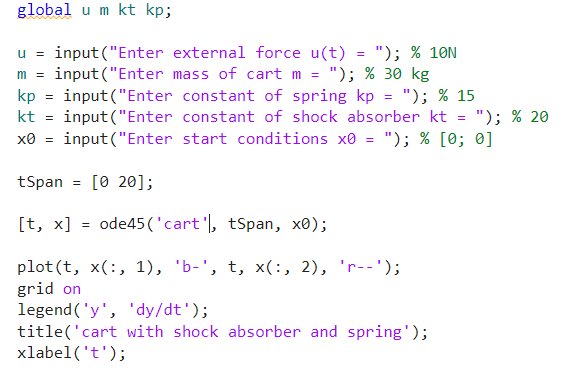 global u m kt kp;
u = input("Enter external force u(t) = "); % 10N
m = input("Enter mass of cart m = "); % 30 kg
kp = input("Enter constant of spring kp = "); % 15
kt = input("Enter constant of shock absorber kt = "); % 20
x0 = input("Enter start conditions x0 = "); % [0; 0]
tSpan = [0 20];
[t, x] = ode45('cart', tSpan, x0);
plot(t, x(:, 1), 'b-', t, x(:, 2), 'r--');
grid on
legend('y', 'dy/dt');
title('cart with shock absorber and spring');
xlabel('t');